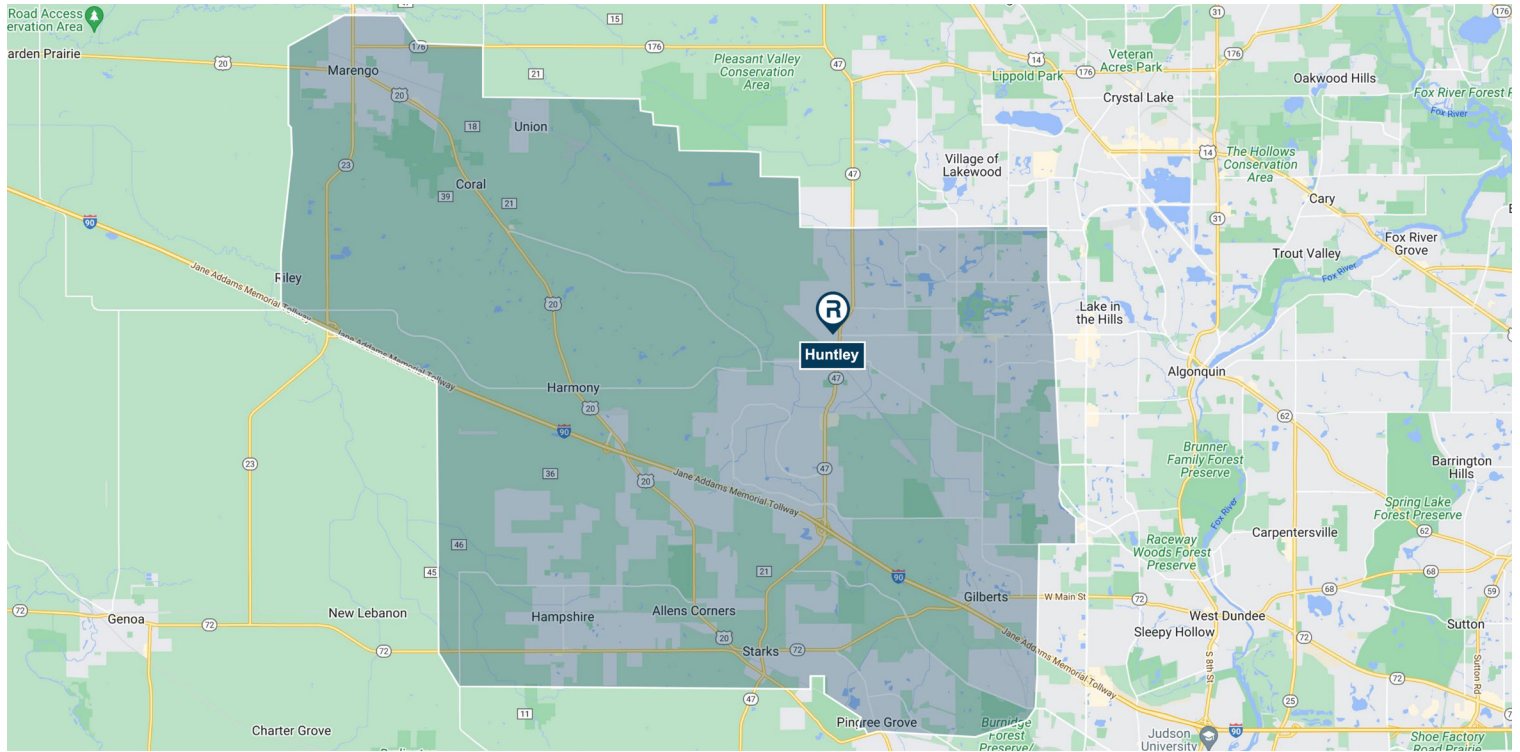 Road Access
ervation Area
arden Prairie
20
176
Marengo
20
15
21
176
Pleasant Valley
Conservation
Area
47
14
Lippold Park
176
Veteran
Acres Park
31
176
176
Oakwood Hills
Crystal Lake
Fox River Forest P
Fox River
18
Union
23
Coral
39
21
47
Village of
Lakewood
14
The Hollows
Conservation
Area
Cary
31
Fox River
Grove
Trout Valley
Fox River
90
Jane Addams Memorial Tollway
Riley
20
R
Huntley
Lake in
the Hills
Jane Addams Memorial Tollway
47
Harmony
20
Algonquin
62
23
90
36
47
20
Jane Addams Memorial Tollway
Brunner
Family Forest
Preserve
Fox River
Barrington
Hills
Spring Lake
Forest Preserve
62
Carpentersville
46
45
21
90
Raceway
Woods Forest
Preserve
68
68
59
72
Genoa
72
New Lebanon
Hampshire
Allens Corners
Gilberts
W Main St
72
West Dundee
Sleepy Hollow
72
Sutton
72
20
Starks
72
Jane Addams Memorial Tollway
S 8th St
72
Sutton Rd
47
11
25
Charter Grove
Pingree Grove
Burnidge
Forest
Preserve/
Judson
University
90
Shoe Factory
Road Prairie